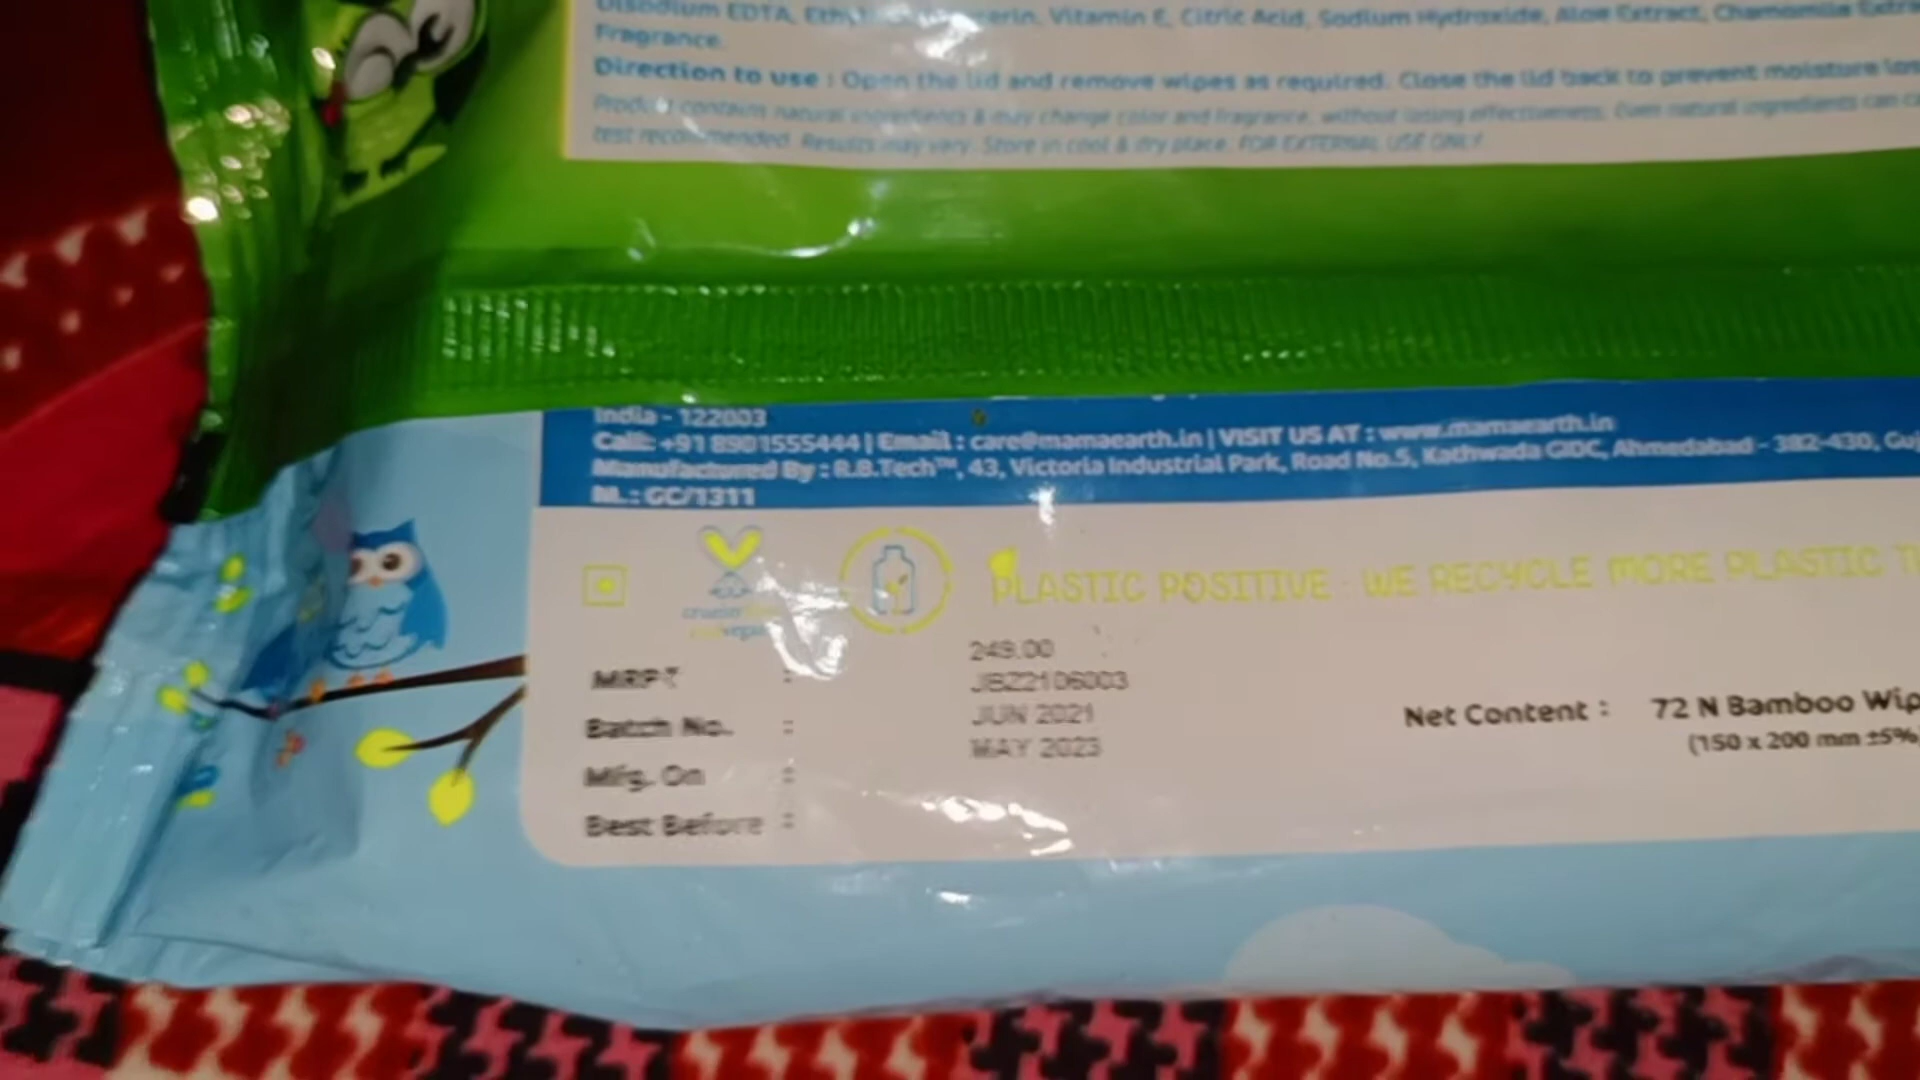 Disodium EDTA, Vitamin E, Citric Acid, Sodium Hydroxide, Aloe Extract, Chamomile
Fragrance.
Direction to use : Open the lid and remove wipes as required. Close the lid back to prevent moisture
Product contains natural ingredients & may change color and fragrance, without losing effectiveness. Even natural ingredients can
test recommended. Results may vary. Store in cool & dry place. FOR EXTERNAL USE ONLY
India - 122003
Call: +91 8901555444 | Email : care@mamaearth.in | VISIT US AT : www.mamaearth.in
Manufactured By : R.B.Tech™, 43, Victoria Industrial Park, Road No.5, Kathwada GIDC, Ahmedabad - 382-430,
M.: GC/1311
PLASTIC POSITIVE : WE RECYCLE MORE PLASTIC
249.00
MRP₹ :
JBZ2106003
Batch No. :
JUN 2021
Mfg. On :
MAY 2023
Best Before :
Net Content : 72 N Bamboo
(150 x 200 mm ±5%